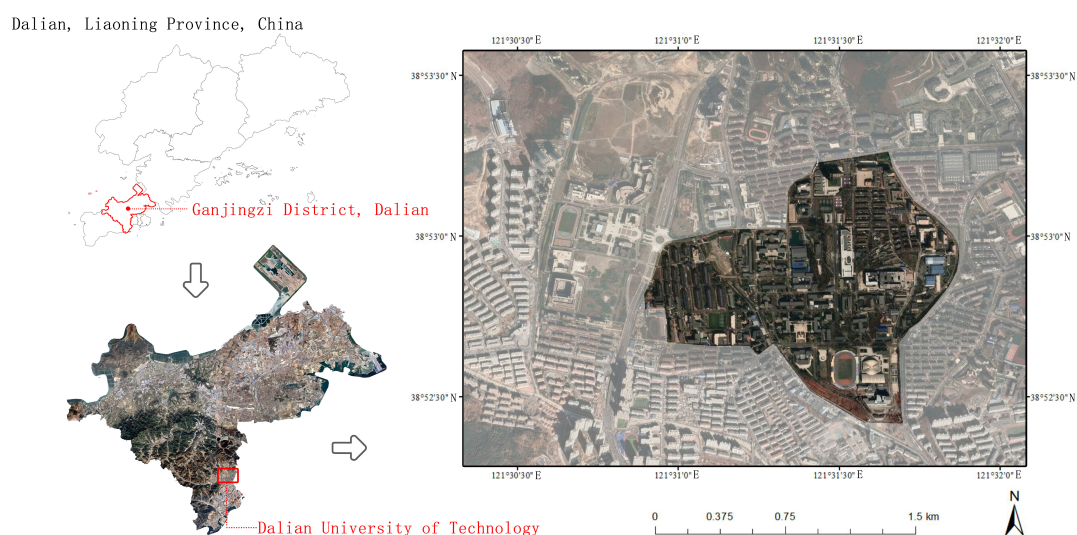 Dalian, Liaoning Province, China
Ganjingzi District, Dalian
Dalian University of Technology
121°30'30"E 121°31'0"E 121°31'30"E 121°32'0"E
38°53'30"N 38°53'30"N
38°53'0"N 38°53'0"N
38°52'30"N 38°52'30"N
121°30'30"E 121°31'0"E 121°31'30"E 121°32'0"E
0 0.375 0.75 1.5 km
N